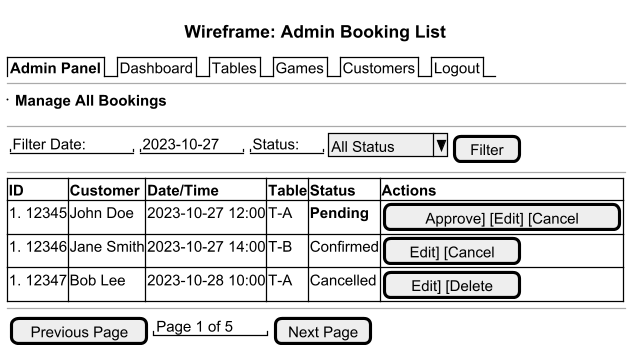 Wireframe: Admin Booking List
Admin Panel Dashboard Tables Games Customers Logout
· Manage All Bookings
Filter Date: 2023-10-27 Status: All Status ▼ Filter
ID Customer Date/Time Table Status Actions
1. 12345 John Doe 2023-10-27 12:00 T-A Pending Approve] [Edit] [Cancel
1. 12346 Jane Smith 2023-10-27 14:00 T-B Confirmed Edit] [Cancel
1. 12347 Bob Lee 2023-10-28 10:00 T-A Cancelled Edit] [Delete
Previous Page Page 1 of 5 Next Page